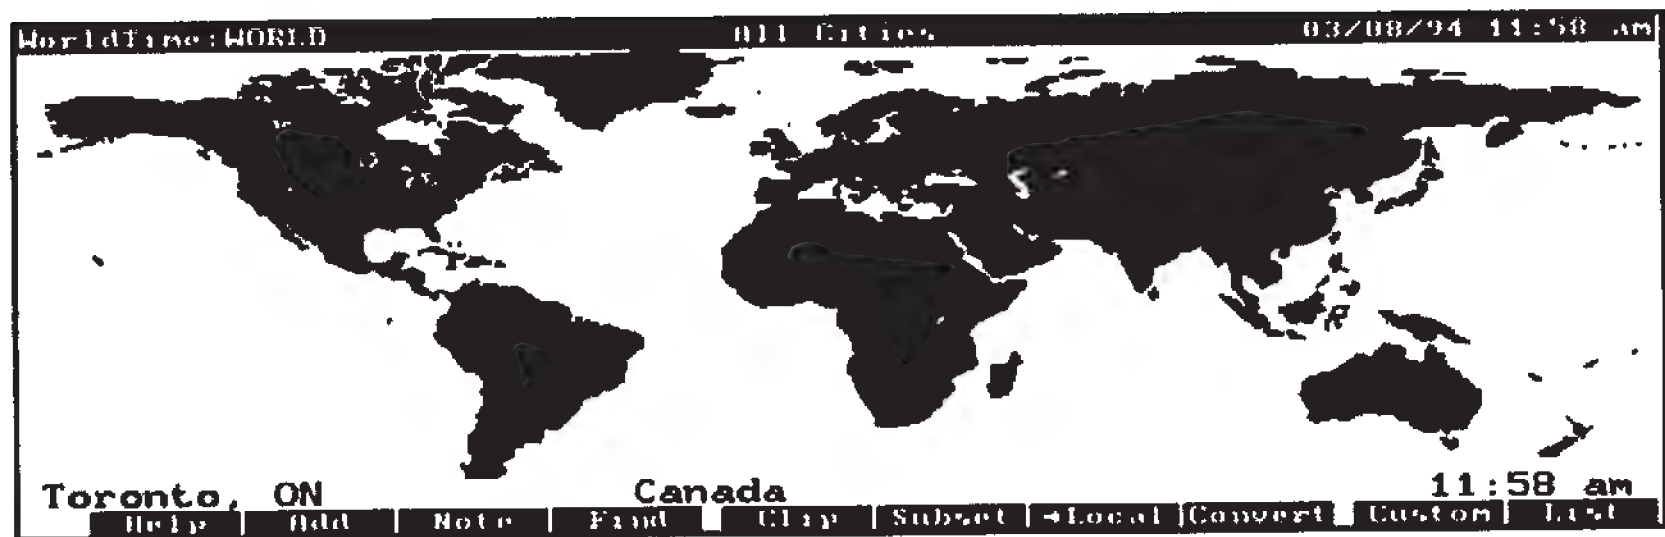 WorldTime:WORLD All Cities 03/08/94 11:58 am
Toronto, ON Canada 11:58 am
Help Add Note Find Clip Subset →Local Convert Custom List